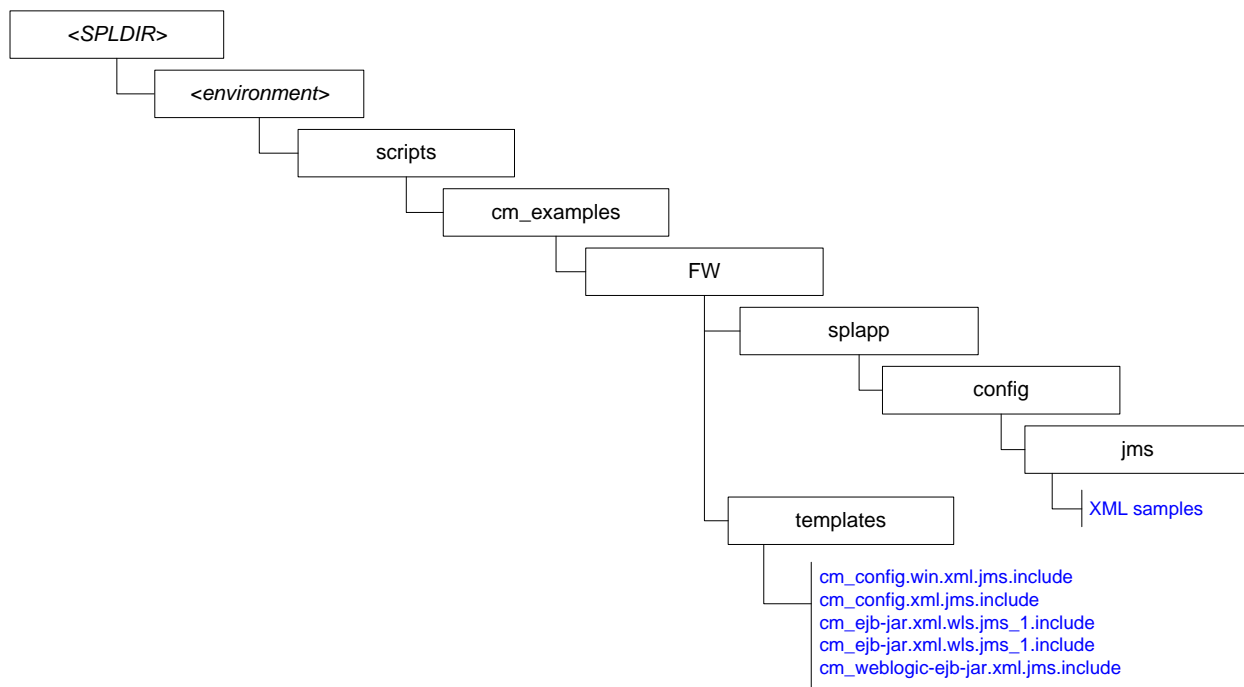 <SPLDIR>
<environment>
scripts
cm_examples
FW
splapp
config
jms
XML samples
templates
cm_config.win.xml.jms.include
cm_config.xml.jms.include
cm_ejb-jar.xml.wls.jms_1.include
cm_ejb-jar.xml.wls.jms_1.include
cm_weblogic-ejb-jar.xml.jms.include